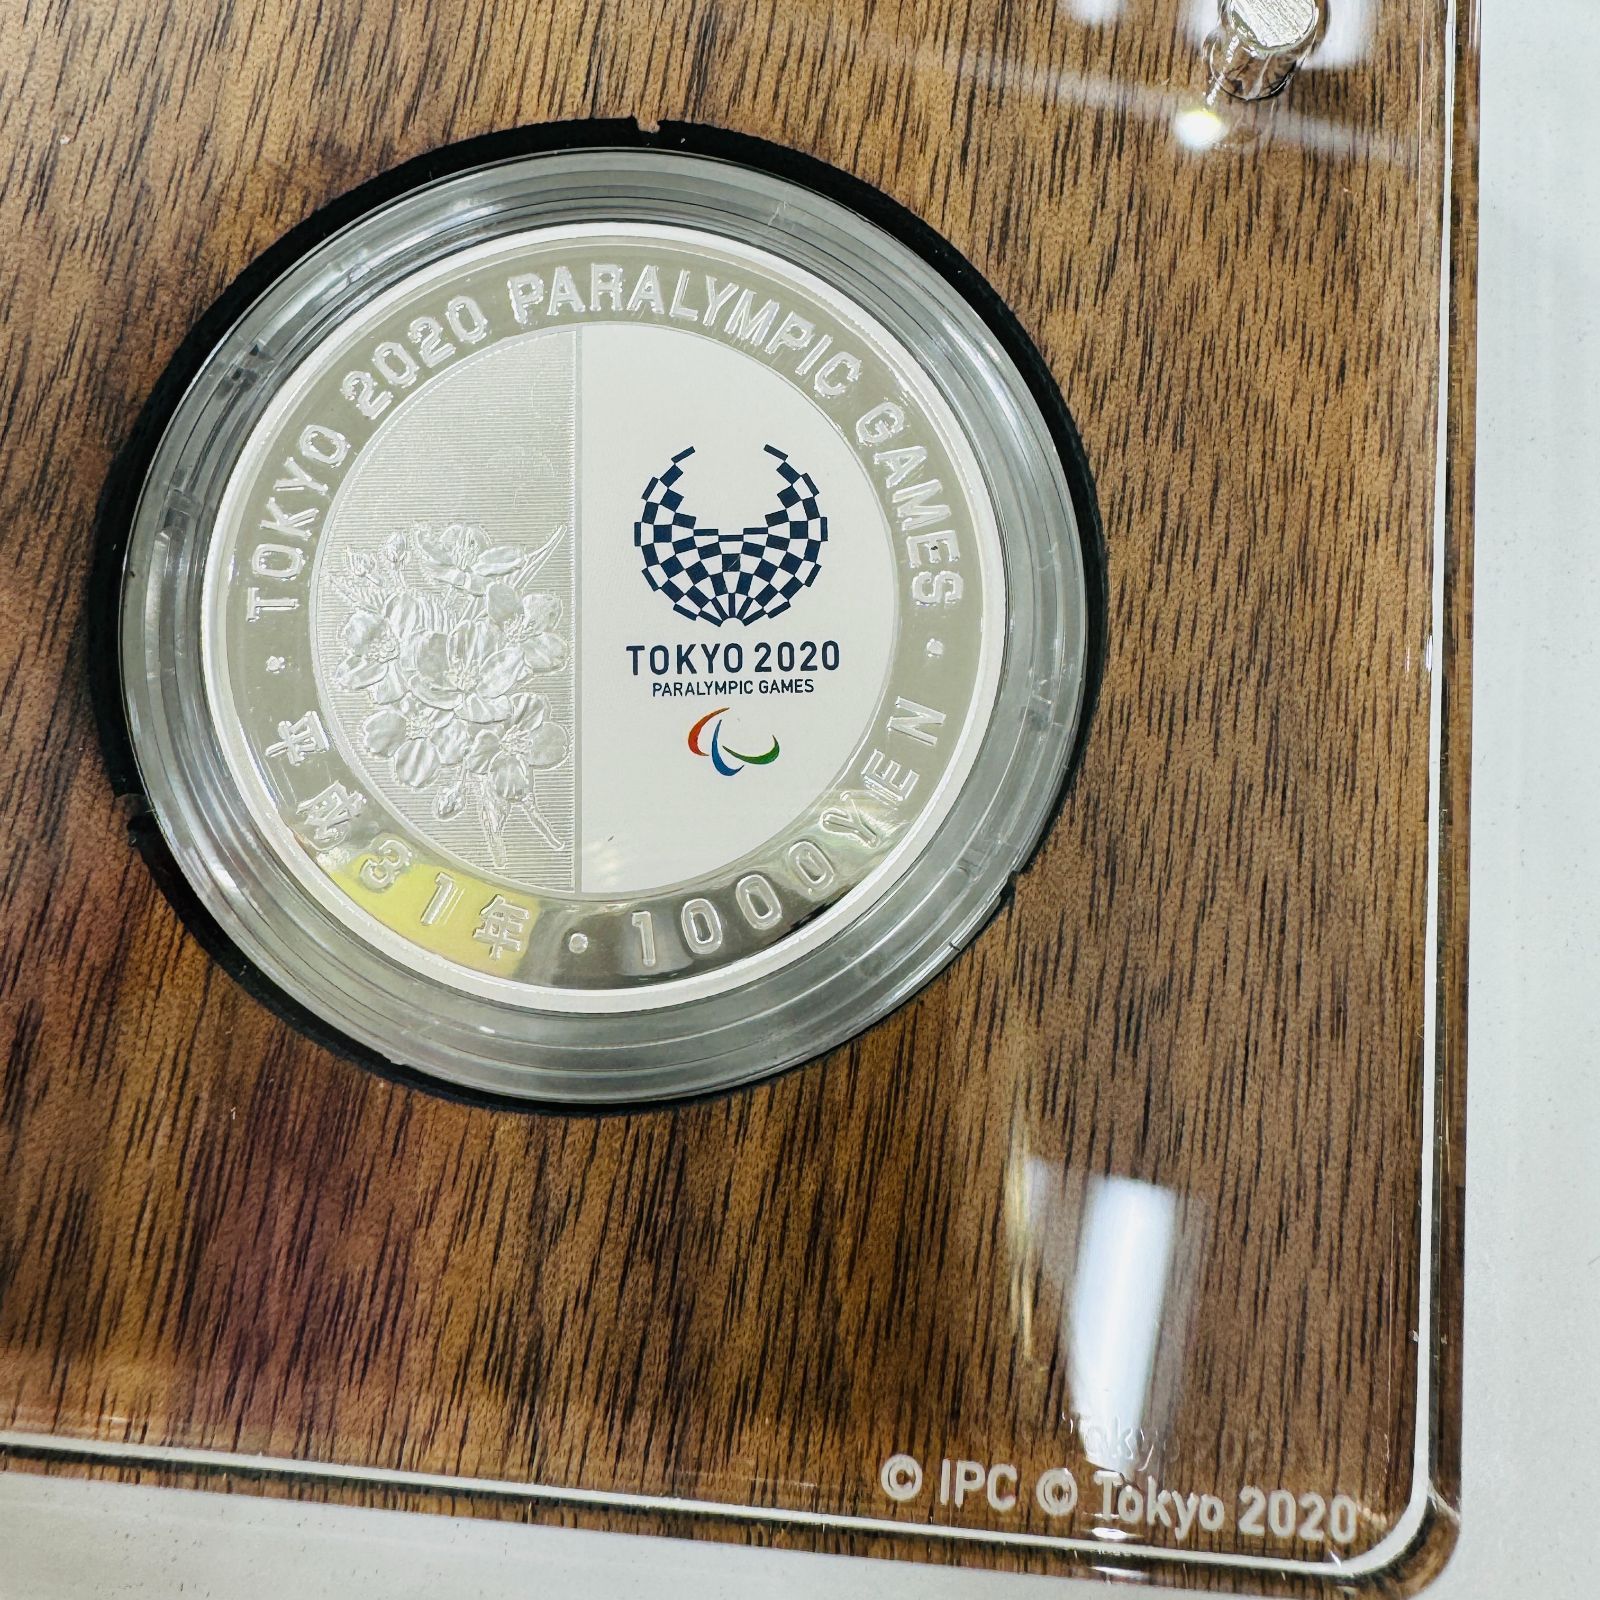 TOKYO 2020 PARALYMPIC GAMES
TOKYO 2020
PARALYMPIC GAMES
平成31年・1000YEN
© IPC © Tokyo 2020